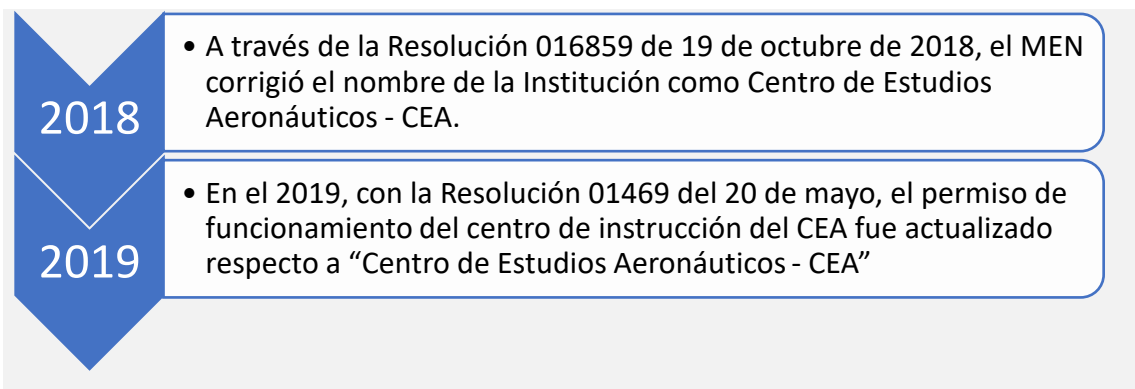 2018
• A través de la Resolución 016859 de 19 de octubre de 2018, el MEN
corrigió el nombre de la Institución como Centro de Estudios
Aeronáuticos - CEA.
2019
• En el 2019, con la Resolución 01469 del 20 de mayo, el permiso de
funcionamiento del centro de instrucción del CEA fue actualizado
respecto a “Centro de Estudios Aeronáuticos - CEA”